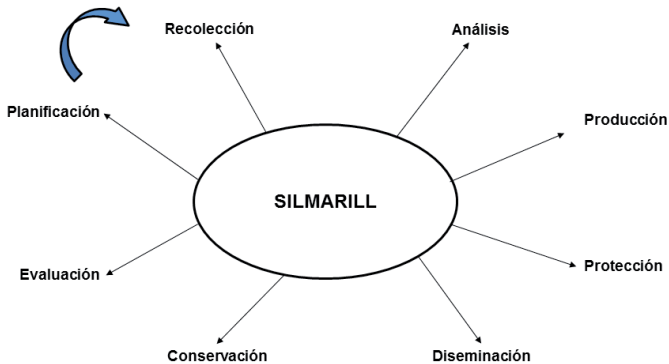 Recolección
Análisis
Planificación
Producción
SILMARILL
Evaluación
Protección
Conservación
Diseminación